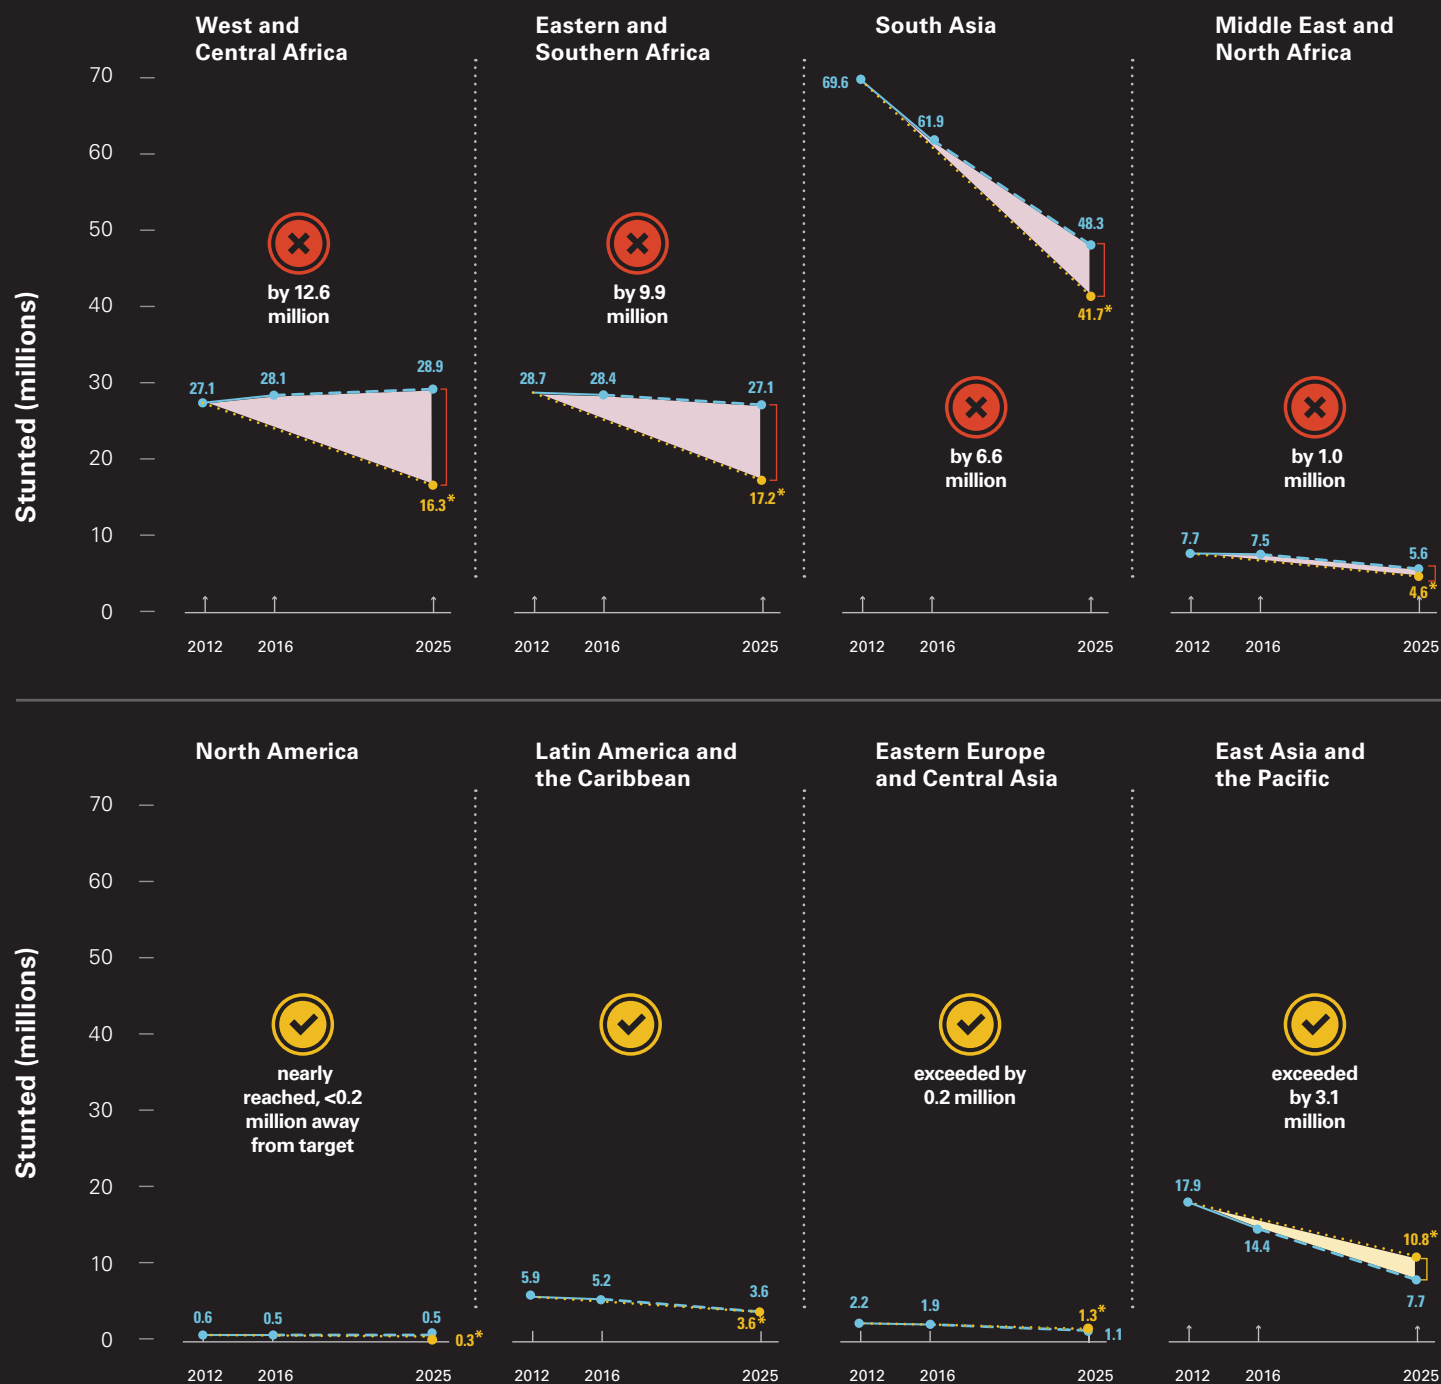 West and
Central Africa
Eastern and
Southern Africa
South Asia
Middle East and
North Africa
Stunted (millions)
70
60
50
40
30
20
10
0
by 12.6
million
27.1
28.1
28.9
16.3*
2012
2016
2025
by 9.9
million
28.7
28.4
27.1
17.2*
2012
2016
2025
69.6
61.9
48.3
41.7*
by 6.6
million
2012
2016
2025
by 1.0
million
7.7
7.5
5.6
4.6*
2012
2016
2025
North America
Latin America and
the Caribbean
Eastern Europe
and Central Asia
East Asia and
the Pacific
Stunted (millions)
70
60
50
40
30
20
10
0
nearly
reached, <0.2
million away
from target
0.6
0.5
0.5
0.3*
2012
2016
2025
5.9
5.2
3.6
3.6*
2012
2016
2025
exceeded by
0.2 million
2.2
1.9
1.3*
1.1
2012
2016
2025
exceeded
by 3.1
million
17.9
14.4
10.8*
7.7
2012
2016
2025